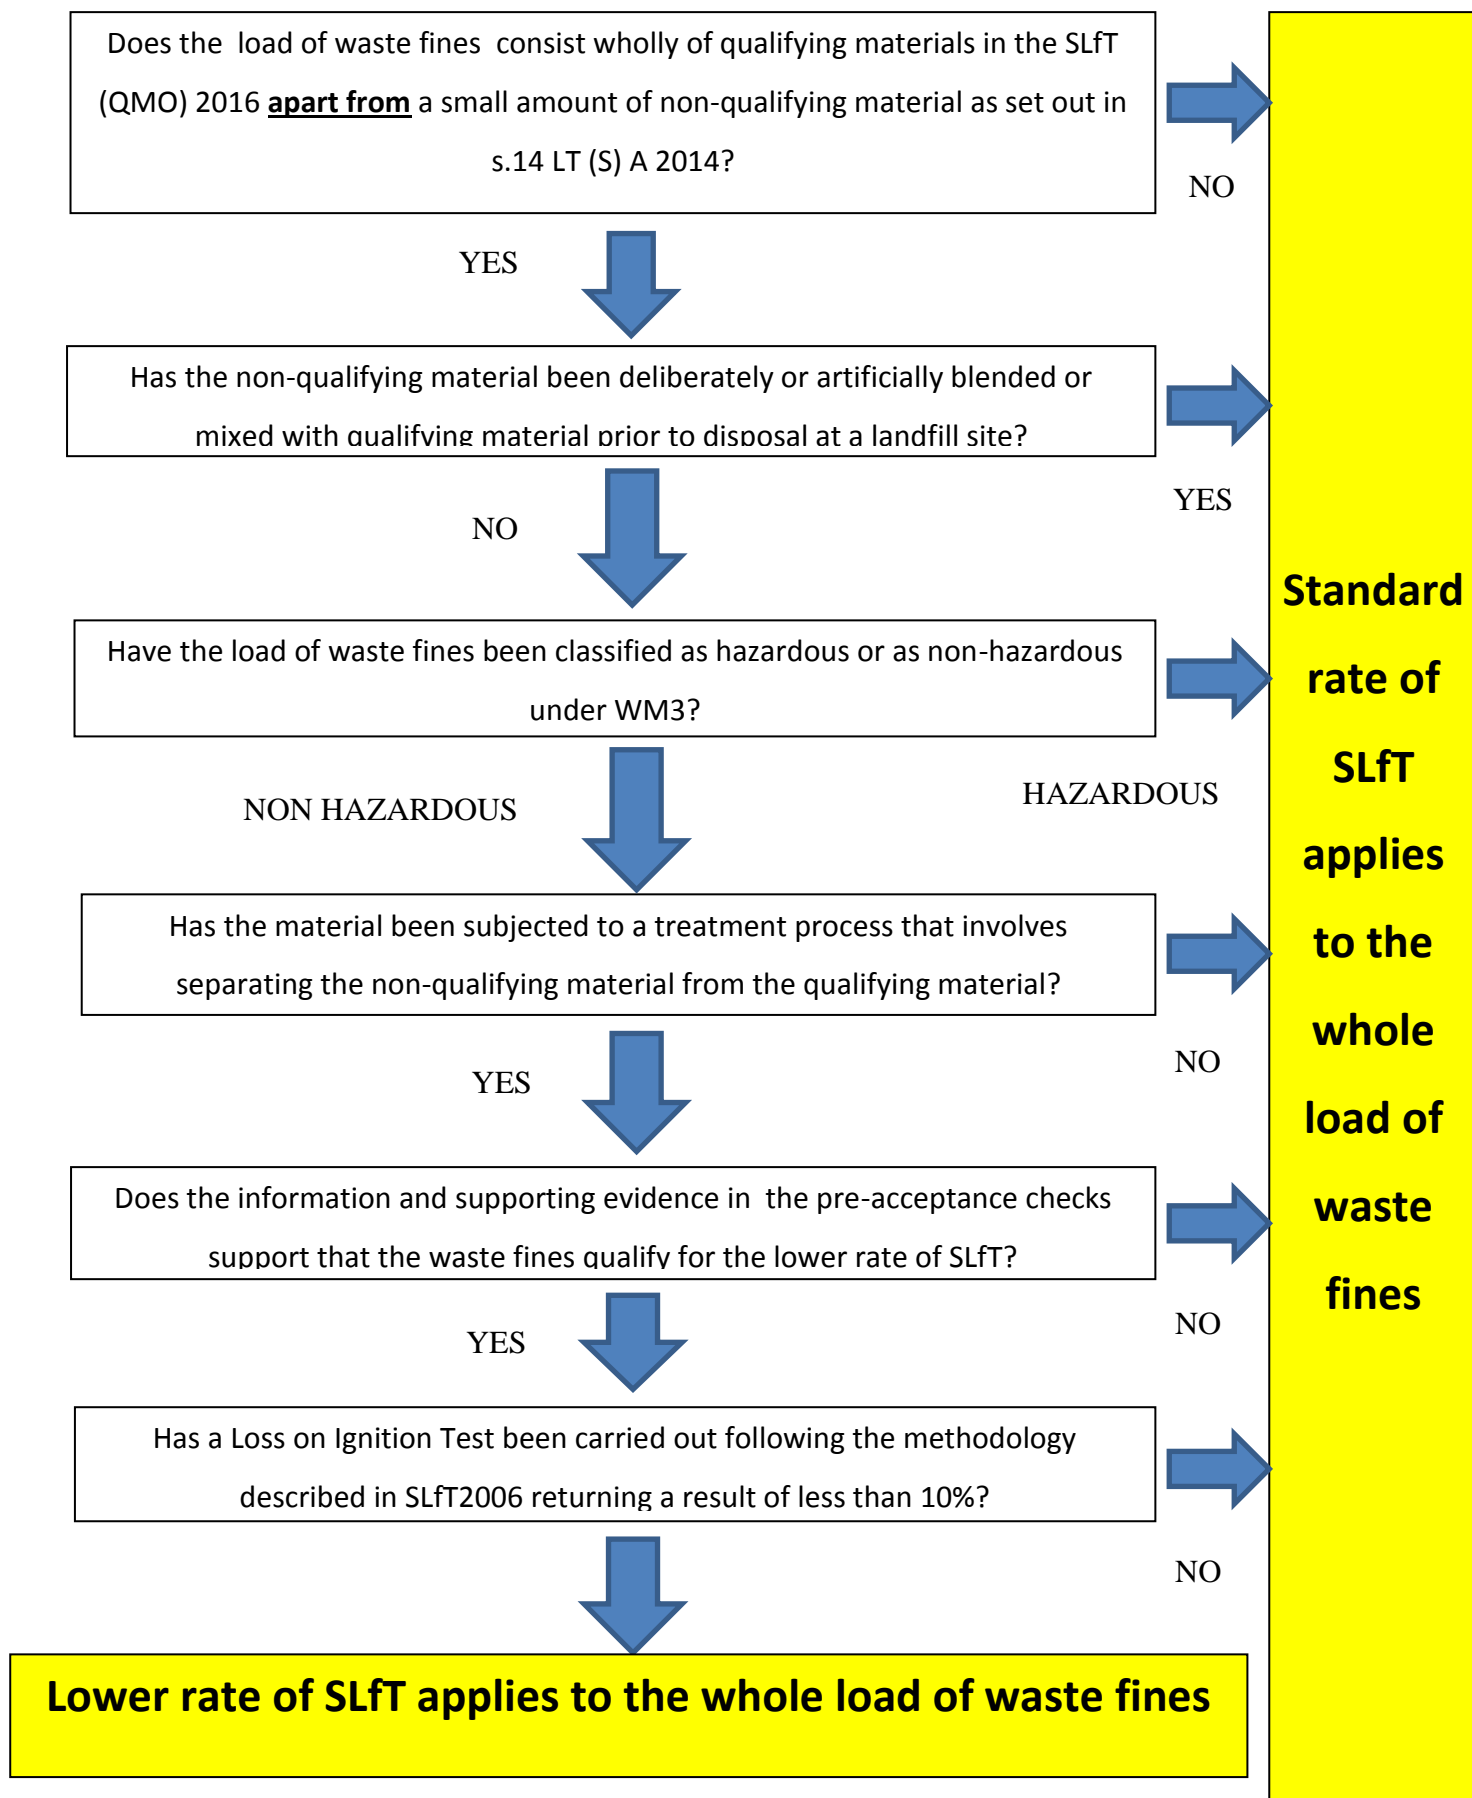 Does the load of waste fines consist wholly of qualifying materials in the SLfT
(QMO) 2016 apart from a small amount of non-qualifying material as set out in
s.14 LT (S) A 2014?
NO
YES
Has the non-qualifying material been deliberately or artificially blended or
mixed with qualifying material prior to disposal at a landfill site?
YES
NO
Have the load of waste fines been classified as hazardous or as non-hazardous
under WM3?
HAZARDOUS
NON HAZARDOUS
Has the material been subjected to a treatment process that involves
separating the non-qualifying material from the qualifying material?
NO
YES
Does the information and supporting evidence in the pre-acceptance checks
support that the waste fines qualify for the lower rate of SLfT?
NO
YES
Has a Loss on Ignition Test been carried out following the methodology
described in SLfT2006 returning a result of less than 10%?
NO
Lower rate of SLfT applies to the whole load of waste fines
Standard
rate of
SLfT
applies
to the
whole
load of
waste
fines